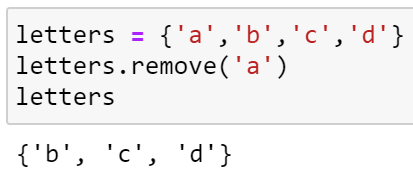 letters = {'a','b','c','d'}
letters.remove('a')
letters
{'b', 'c', 'd'}